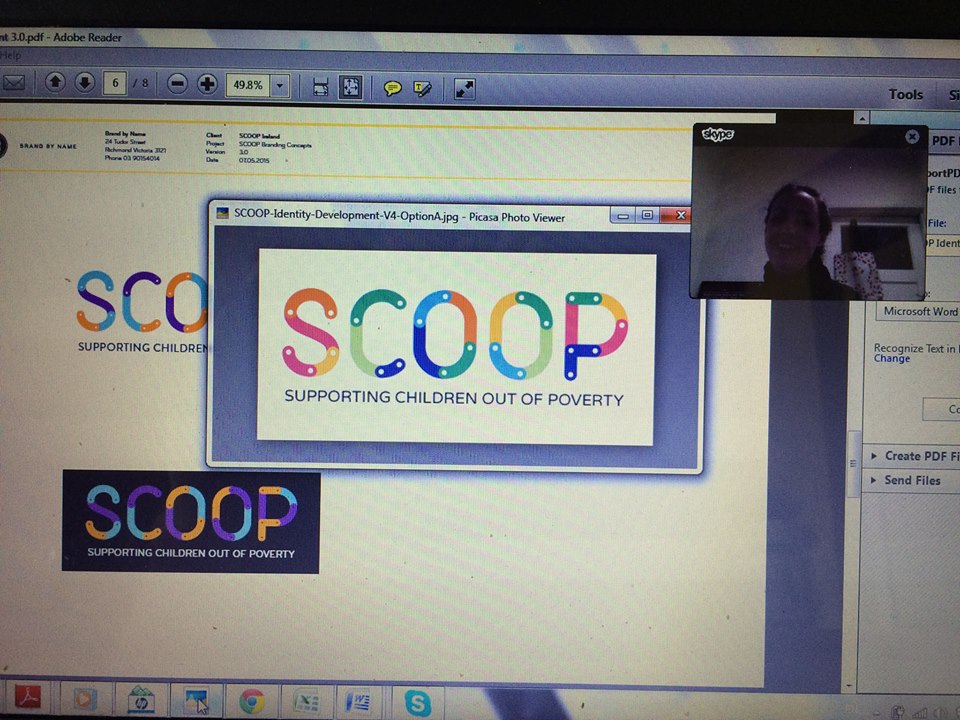 nt 3.0.pdf - Adobe Reader
Help
6 / 8
49.8%
Tools
BRAND BY NAME
Brand by Name
24 Tudor Street
Richmond Victoria 3121
Phone 03 90154014
Client SCOOP Ireland
Project SCOOP Branding Concepts
Version 3.0
Date 07.05.2015
skype
SCOOP-Identity-Development-V4-OptionA.jpg - Picasa Photo Viewer
SCOOP
SUPPORTING CHILDREN OUT OF POVERTY
SCO
SUPPORTING CHILDREN
SCOOP
SUPPORTING CHILDREN OUT OF POVERTY
PDF
File:
Microsoft Word
Recognize Text in
Change
Create PDF
Send Files
hp